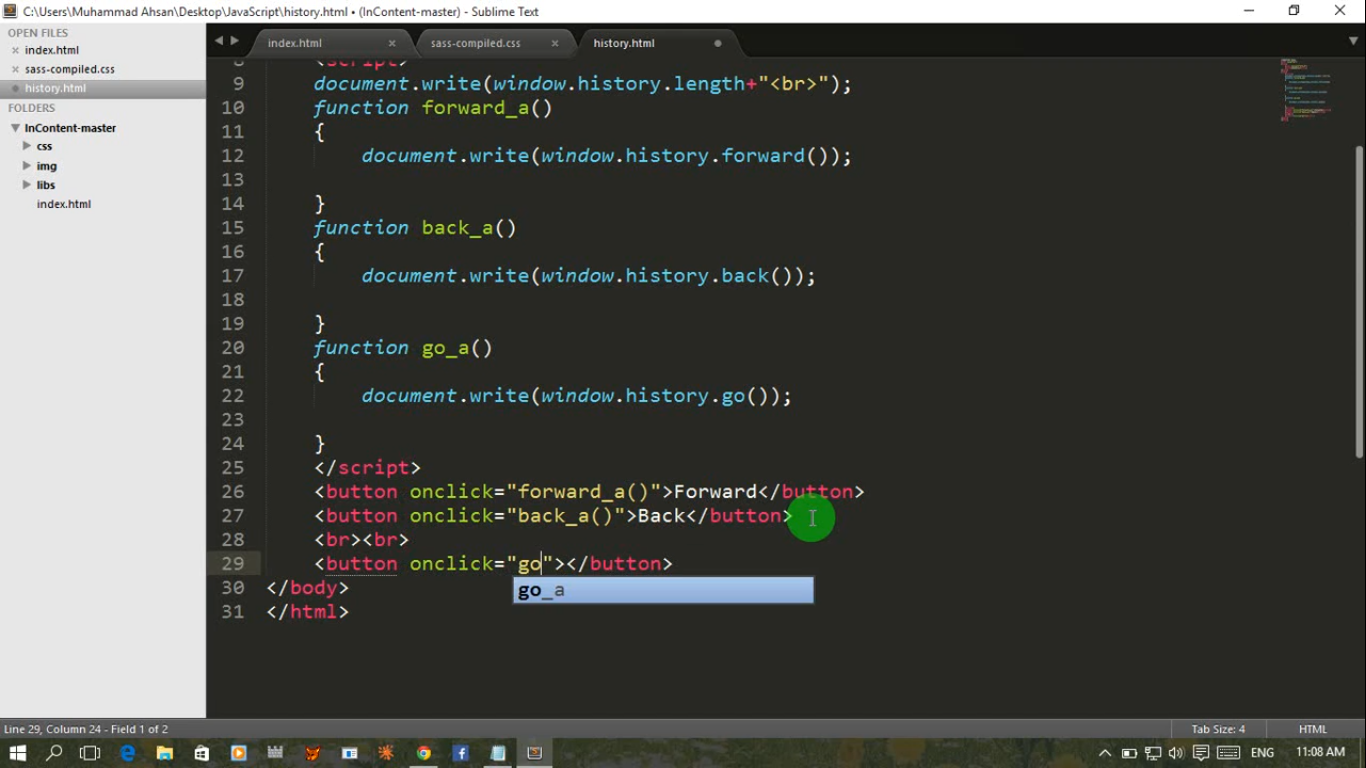 C:\Users\Muhammad Ahsan\Desktop\JavaScript\history.html • (InContent-master) - Sublime Text
OPEN FILES
index.html
sass-compiled.css
history.html
FOLDERS
InContent-master
css
img
libs
index.html
index.html
sass-compiled.css
history.html
8 <script>
9 document.write(window.history.length+"<br>");
10 function forward_a()
11 {
12 document.write(window.history.forward());
13
14 }
15 function back_a()
16 {
17 document.write(window.history.back());
18
19 }
20 function go_a()
21 {
22 document.write(window.history.go());
23
24 }
25 </script>
26 <button onclick="forward_a()">Forward</button>
27 <button onclick="back_a()">Back</button>
28 <br><br>
29 <button onclick="go"></button>
go_a
30 </body>
31 </html>
Line 29, Column 24 - Field 1 of 2
Tab Size: 4
HTML
ENG
11:08 AM